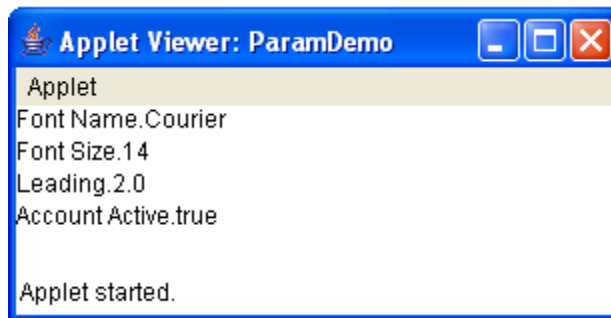 Applet Viewer: ParamDemo
Applet
Font Name.Courier
Font Size.14
Leading.2.0
Account Active.true
Applet started.